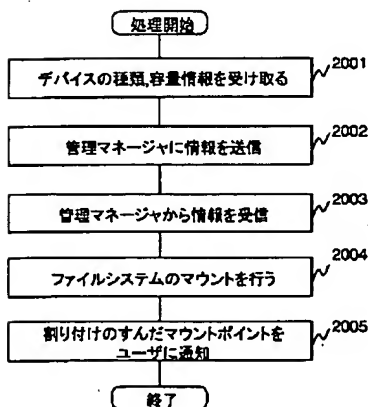 処理開始
デバイスの種類,容量情報を受け取る
2001
管理マネージャに情報を送信
2002
管理マネージャから情報を受信
2003
ファイルシステムのマウントを行う
2004
割り付けのすんだマウントポイントを
ユーザに通知
2005
終了